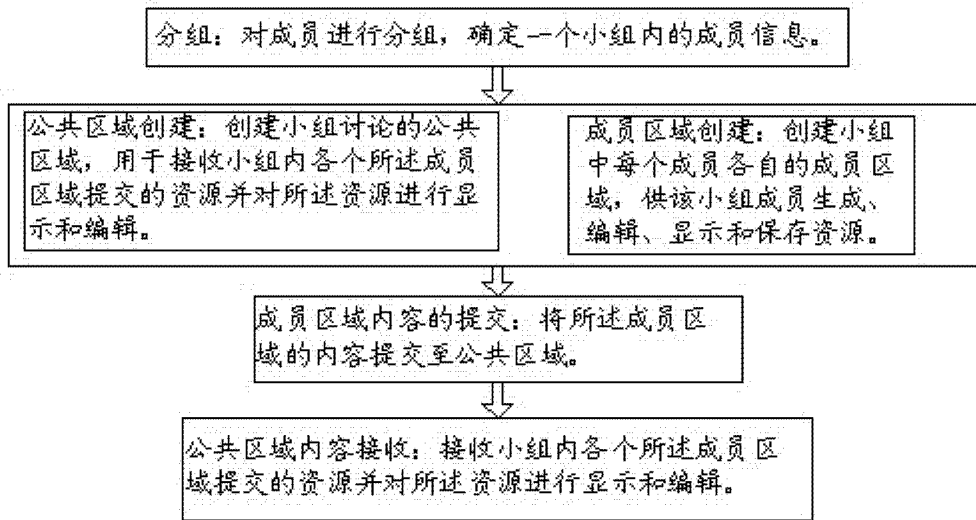 分组：对成员进行分组，确定一个小组内的成员信息。
公共区域创建：创建小组讨论的公共
区域，用于接收小组内各个所述成员
区域提交的资源并对所述资源进行显
示和编辑。
成员区域创建：创建小组
中每个成员各自的成员区
域，供该小组成员生成、
编辑、显示和保存资源。
成员区域内容的提交：将所述成员区
域的内容提交至公共区域。
公共区域内容接收：接收小组内各个所述成员区
域提交的资源并对所述资源进行显示和编辑。